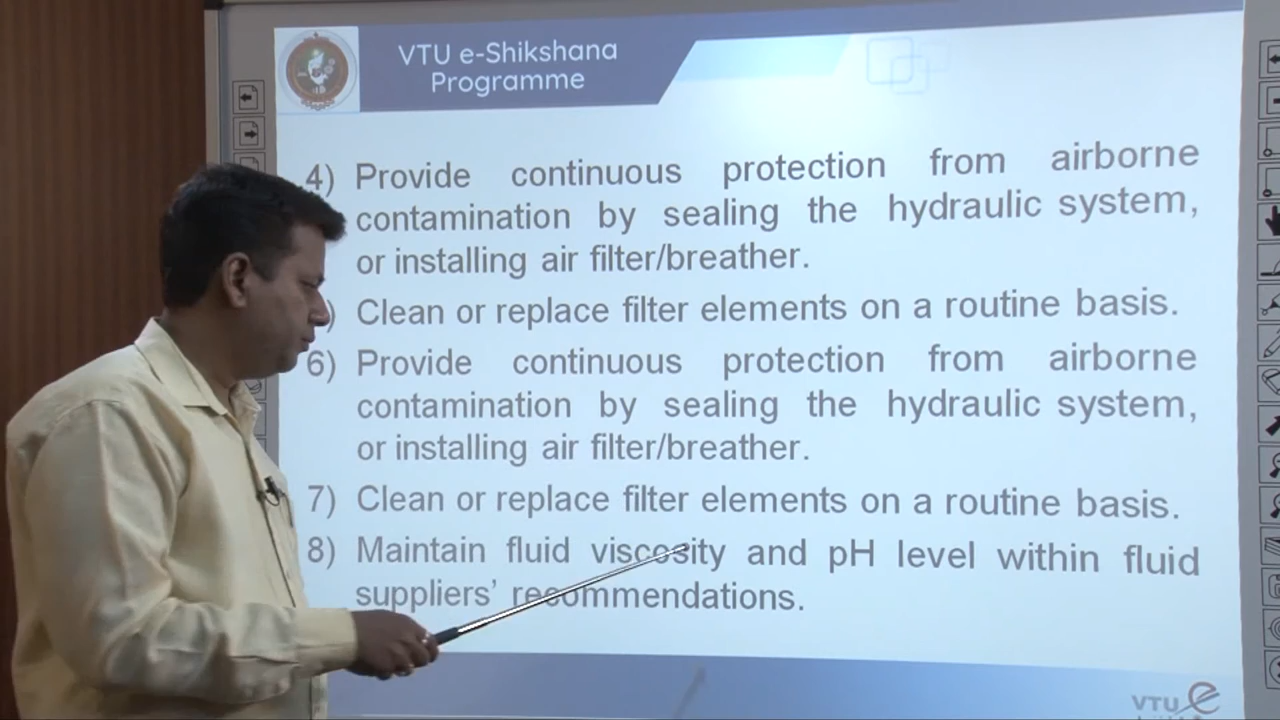 VTU e-Shikshana
Programme
4) Provide continuous protection from airborne
contamination by sealing the hydraulic system,
or installing air filter/breather.
) Clean or replace filter elements on a routine basis.
6) Provide continuous protection from airborne
contamination by sealing the hydraulic system,
or installing air filter/breather.
7) Clean or replace filter elements on a routine basis.
8) Maintain fluid viscosity and pH level within fluid
suppliers’ recommendations.
VTU e